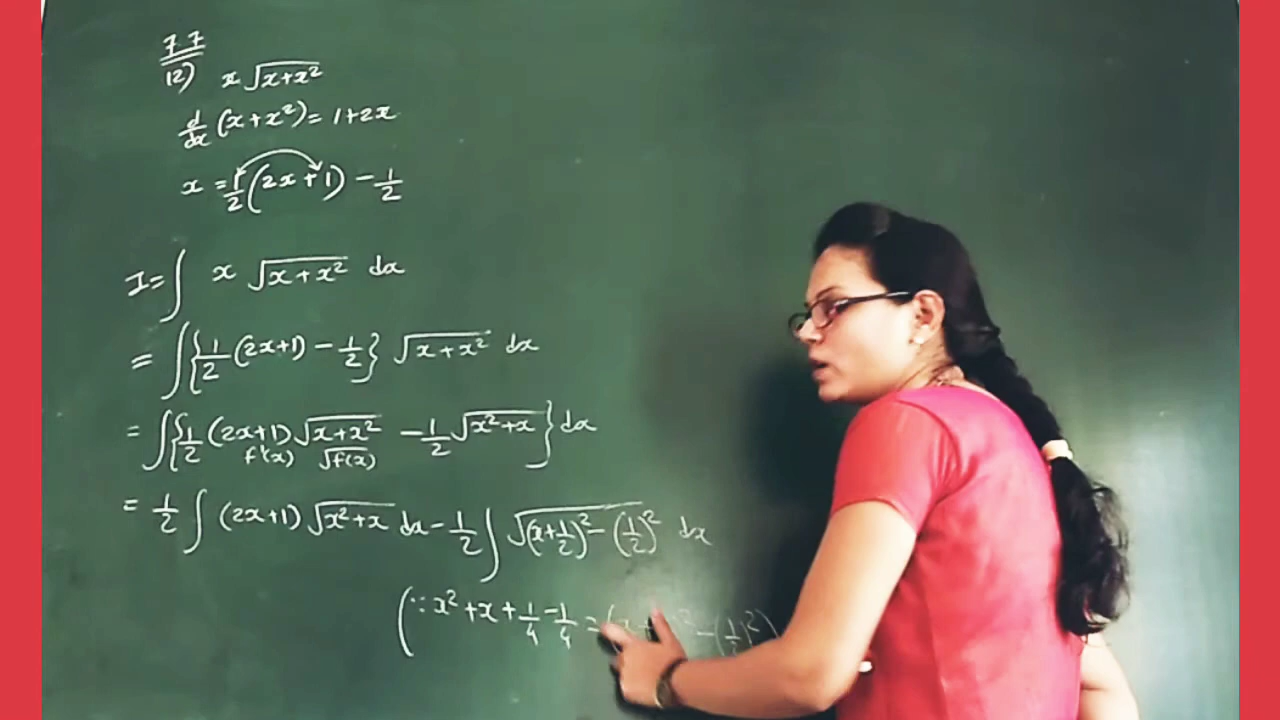 7.7
12) x √(x+x²)
d/dx (x+x²) = 1+2x
x = 1/2 (2x+1) - 1/2
I = ∫ x √(x+x²) dx
= ∫{1/2 (2x+1) - 1/2} √(x+x²) dx
= ∫{1/2 (2x+1) √(x+x²) - 1/2 √(x²+x)} dx
f'(x) √f(x)
= 1/2 ∫ (2x+1) √(x²+x) dx - 1/2 ∫ √((x+1/2)² - (1/2)²) dx
(∵ x² + x + 1/4 - 1/4 =